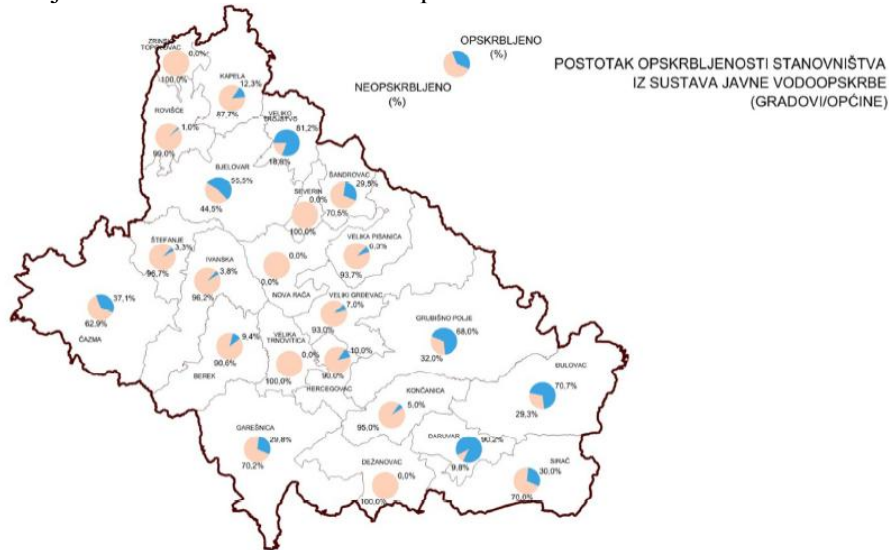 OPSKRBLJENO
(%)
NEOPSKRBLJENO
(%)
POSTOTAK OPSKRBLJENOSTI STANOVNIŠTVA
IZ SUSTAVA JAVNE VODOOPSKRBE
(GRADOVI/OPĆINE)
0,0%
100,0%
KAPELA
12,3%
87,7%
ROVIŠĆE
1,0%
99,0%
VELIKO
81,2%
18,8%
BJELOVAR
55,5%
44,5%
ŠANDROVAC
29,5%
70,5%
SEVERIN
0,0%
100,0%
ŠTEFANJE
3,3%
96,7%
IVANSKA
3,8%
96,2%
0,0%
0,0%
NOVA RAČA
VELIKA PISANICA
93,7%
37,1%
62,9%
ČAZMA
VELIKI GRĐEVAC
7,0%
93,0%
GRUBIŠNO POLJE
68,0%
32,0%
9,4%
90,6%
BEREK
VELIKA
TRNOVITICA
0,0%
100,0%
10,0%
90,0%
HERCEGOVAC
70,7%
29,3%
KONČANICA
5,0%
95,0%
GAREŠNICA
29,8%
70,2%
DARUVAR
90,2%
9,8%
DEŽANOVAC
0,0%
100,0%
SIRAČ
30,0%
70,0%